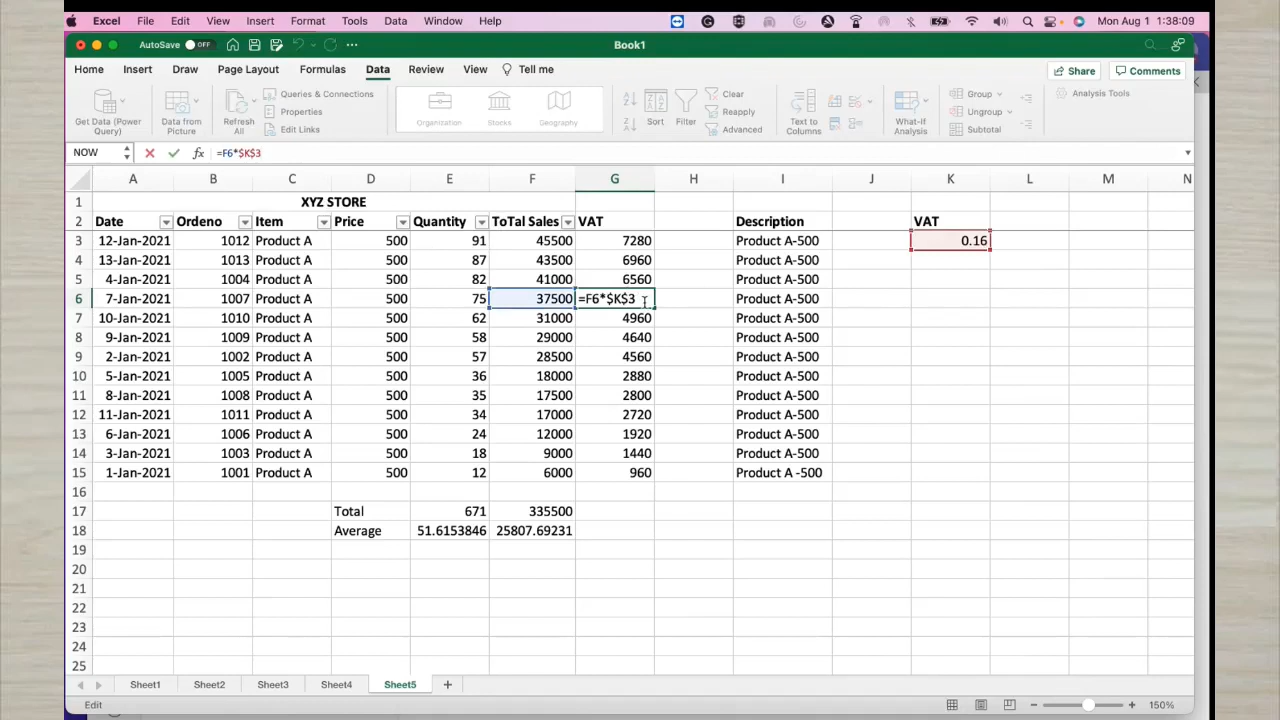 Excel File Edit View Insert Format Tools Data Window Help Mon Aug 1 1:38:09
AutoSave OFF Book1
Home Insert Draw Page Layout Formulas Data Review View Tell me Share Comments
Get Data (Power Query) Data from Picture Refresh All Queries & Connections Properties Edit Links Organization Stocks Geography Sort Filter Clear Reapply Advanced Text to Columns What-If Analysis Group Ungroup Subtotal Analysis Tools
NOW fx =F6*$K$3
A B C D E F G H I J K L M N
1 XYZ STORE
2 Date Ordeno Item Price Quantity ToTal Sales VAT Description VAT
3 12-Jan-2021 1012 Product A 500 91 45500 7280 Product A-500 0.16
4 13-Jan-2021 1013 Product A 500 87 43500 6960 Product A-500
5 4-Jan-2021 1004 Product A 500 82 41000 6560 Product A-500
6 7-Jan-2021 1007 Product A 500 75 37500 =F6*$K$3 Product A-500
7 10-Jan-2021 1010 Product A 500 62 31000 4960 Product A-500
8 9-Jan-2021 1009 Product A 500 58 29000 4640 Product A-500
9 2-Jan-2021 1002 Product A 500 57 28500 4560 Product A-500
10 5-Jan-2021 1005 Product A 500 36 18000 2880 Product A-500
11 8-Jan-2021 1008 Product A 500 35 17500 2800 Product A-500
12 11-Jan-2021 1011 Product A 500 34 17000 2720 Product A-500
13 6-Jan-2021 1006 Product A 500 24 12000 1920 Product A-500
14 3-Jan-2021 1003 Product A 500 18 9000 1440 Product A-500
15 1-Jan-2021 1001 Product A 500 12 6000 960 Product A -500
16
17 Total 671 335500
18 Average 51.6153846 25807.69231
19
20
21
22
23
24
25
Sheet1 Sheet2 Sheet3 Sheet4 Sheet5 +
Edit 150%